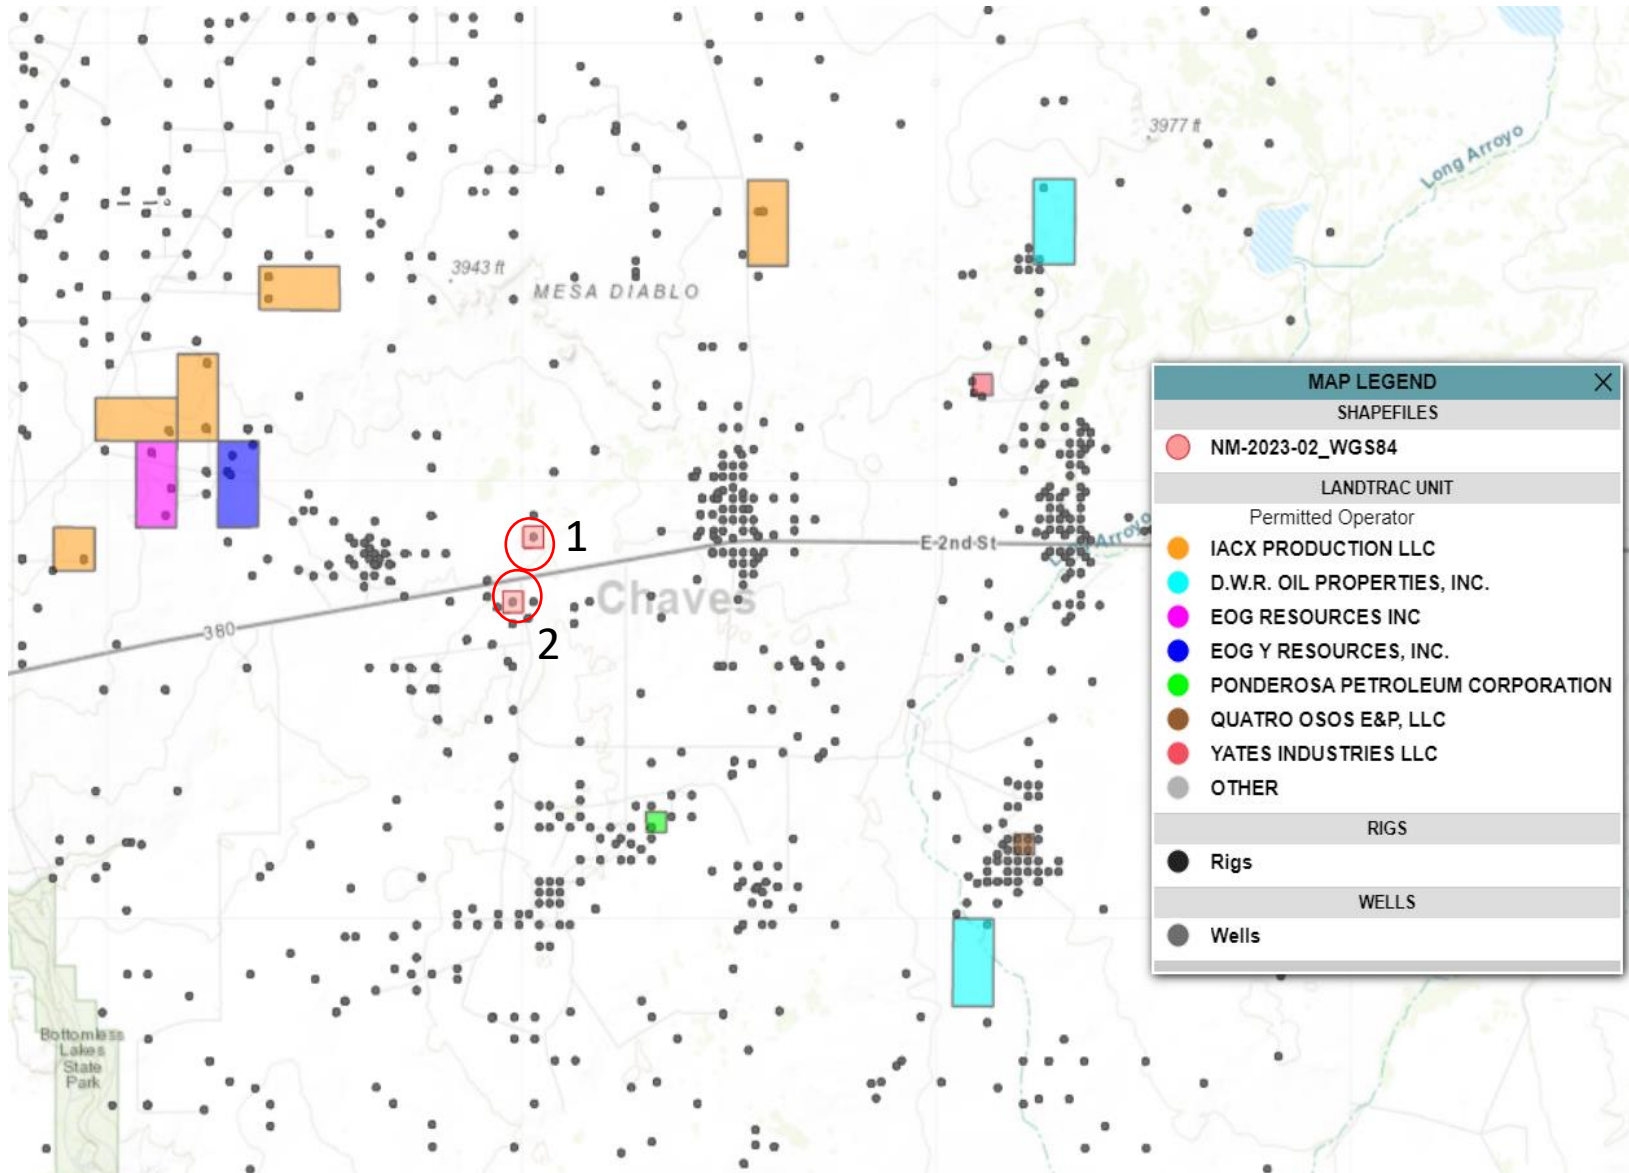 3977 ft
Long Arroyo
3943 ft
MESA DIABLO
MAP LEGEND
SHAPEFILES
NM-2023-02_WGS84
LANDTRAC UNIT
Permitted Operator
IACX PRODUCTION LLC
D.W.R. OIL PROPERTIES, INC.
EOG RESOURCES INC
EOG Y RESOURCES, INC.
PONDEROSA PETROLEUM CORPORATION
QUATRO OSOS E&P, LLC
YATES INDUSTRIES LLC
OTHER
RIGS
Rigs
WELLS
Wells
1
E 2nd St
Long Arroyo
Chaves
380
2
Bottomless
Lakes
State
Park